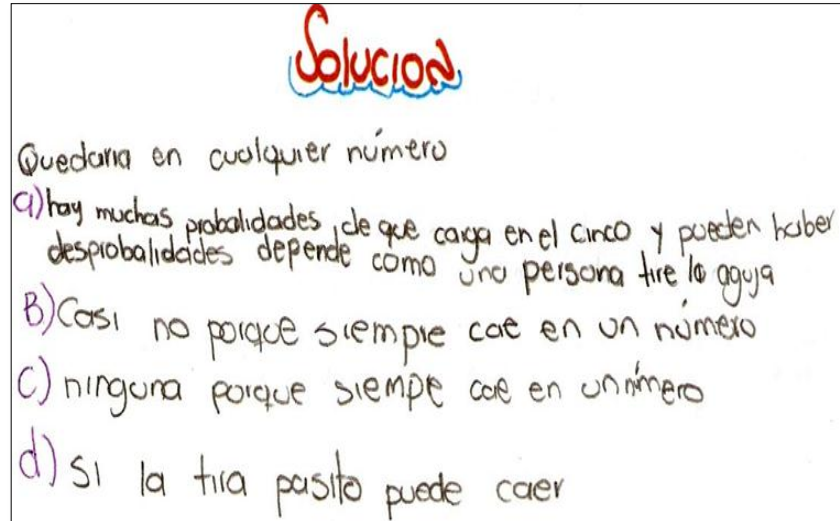 Solucion
Quedaria en cualquier número
a) hay muchas probalidades de que caiga en el cinco y pueden haber
desprobalidades depende como una persona tire la aguja
B) Casi no porque siempre cae en un número
C) ninguna porque siempe cae en un número
d) si la tira pasito puede caer